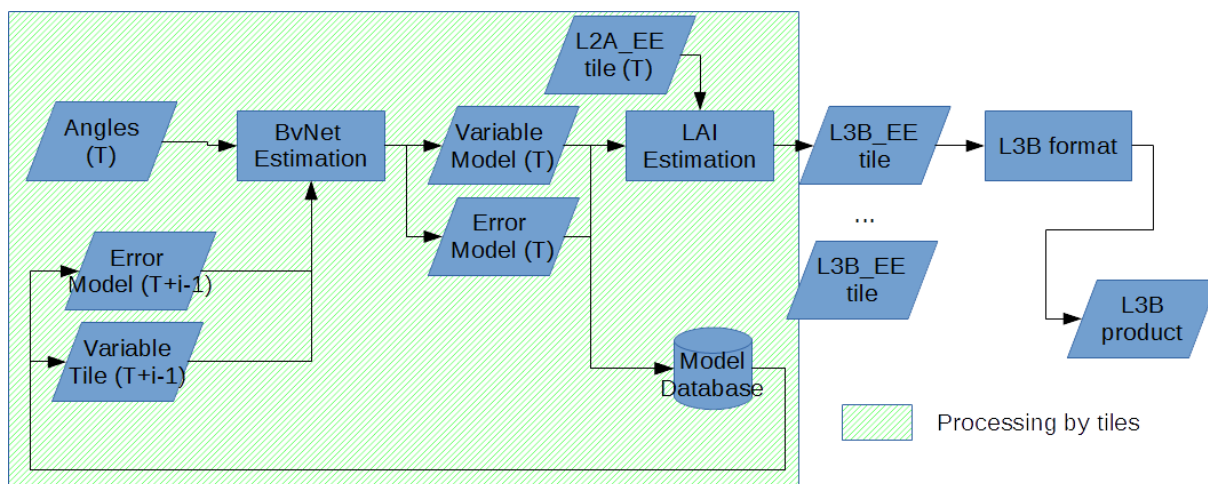 L2A_EE
tile (T)
Angles
(T)
BvNet
Estimation
Variable
Model (T)
LAI
Estimation
L3B_EE
tile
L3B format
Error
Model (T+i-1)
Error
Model (T)
...
L3B_EE
tile
L3B
product
Variable
Tile (T+i-1)
Model
Database
Processing by tiles